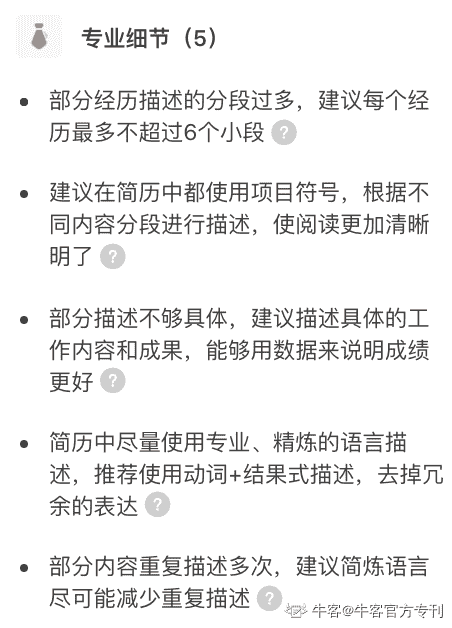 专业细节（5）
部分经历描述的分段过多，建议每个经
历最多不超过6个小段 ?
建议在简历中都使用项目符号，根据不
同内容分段进行描述，使阅读更加清晰
明了 ?
部分描述不够具体，建议描述具体的工
作内容和成果，能够用数据来说明成绩
更好 ?
简历中尽量使用专业、精炼的语言描
述，推荐使用动词+结果式描述，去掉冗
余的表达 ?
部分内容重复描述多次，建议简炼语言
尽可能减少重复描述 ?
牛客@牛客官方专刊